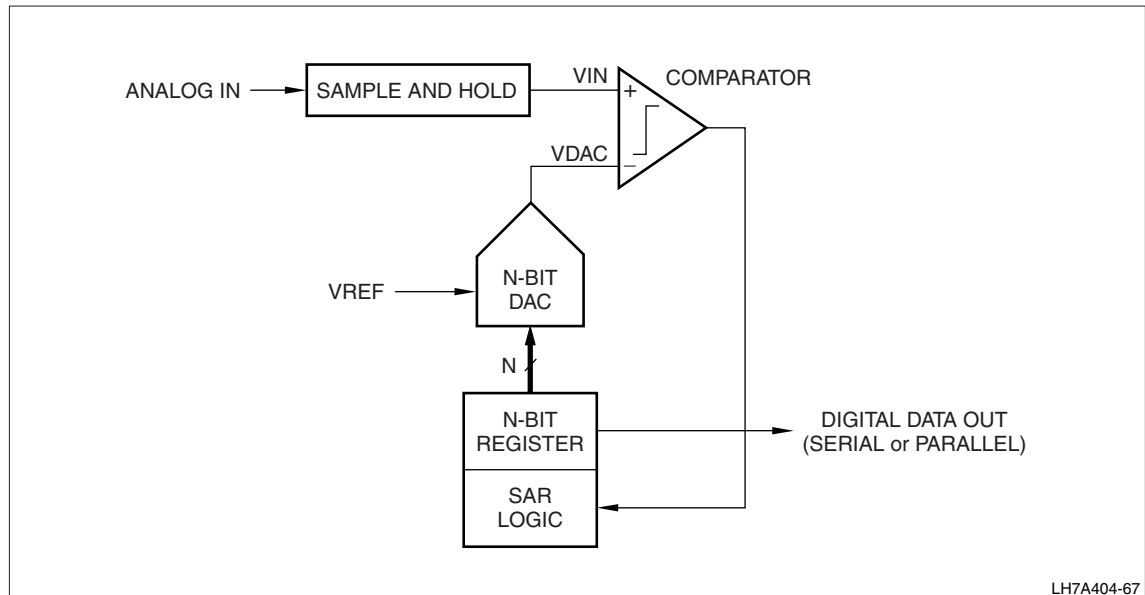 ANALOG IN
SAMPLE AND HOLD
VIN
COMPARATOR
+
VDAC
−
N-BIT
DAC
VREF
N
N-BIT
REGISTER
DIGITAL DATA OUT
(SERIAL or PARALLEL)
SAR
LOGIC
LH7A404-67